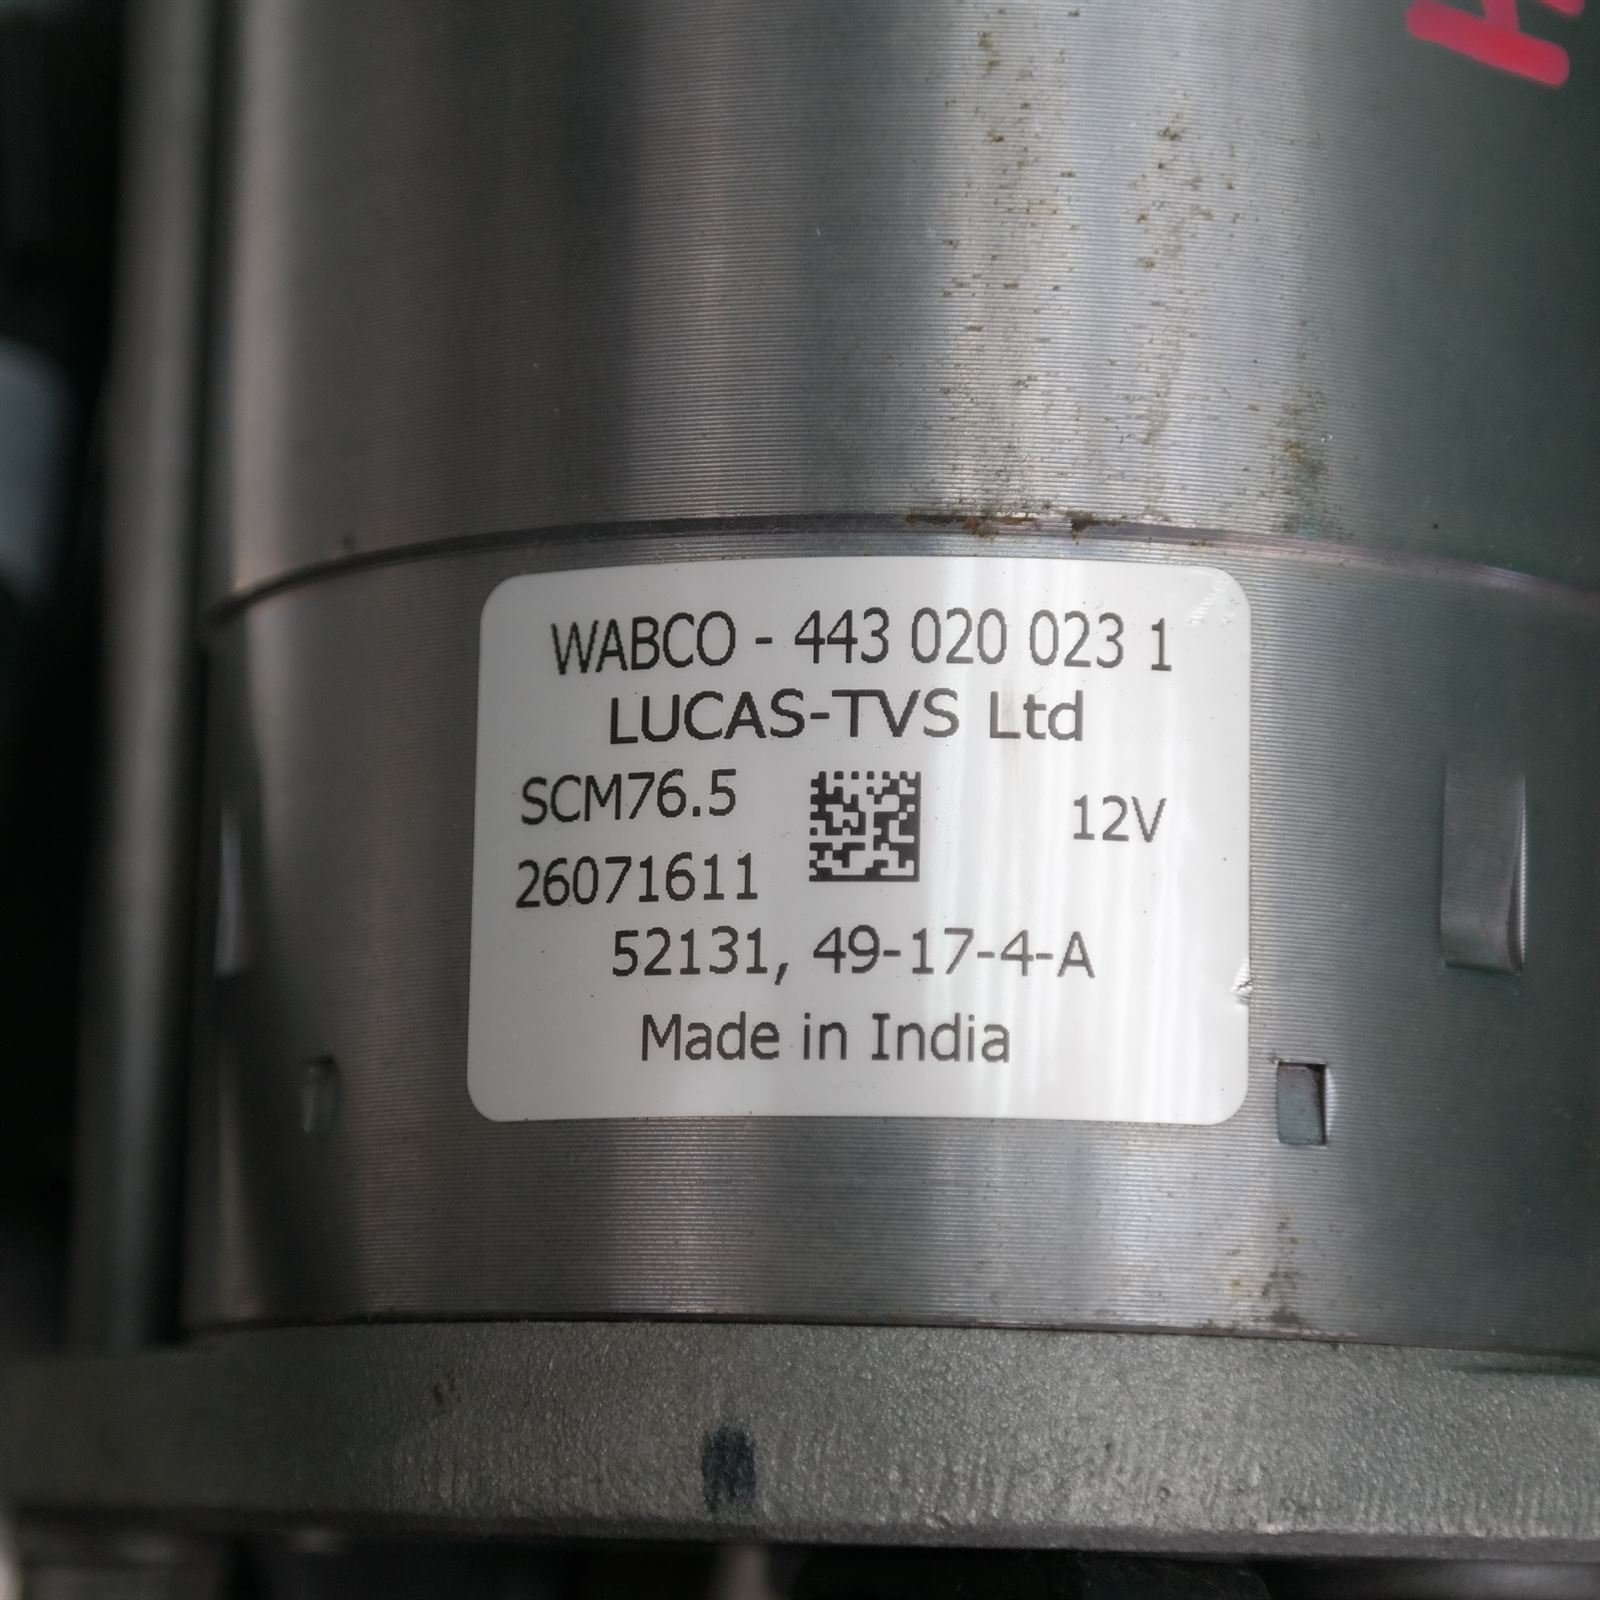 WABCO - 443 020 023 1
LUCAS-TVS Ltd
SCM76.5
12V
26071611
52131, 49-17-4-A
Made in India